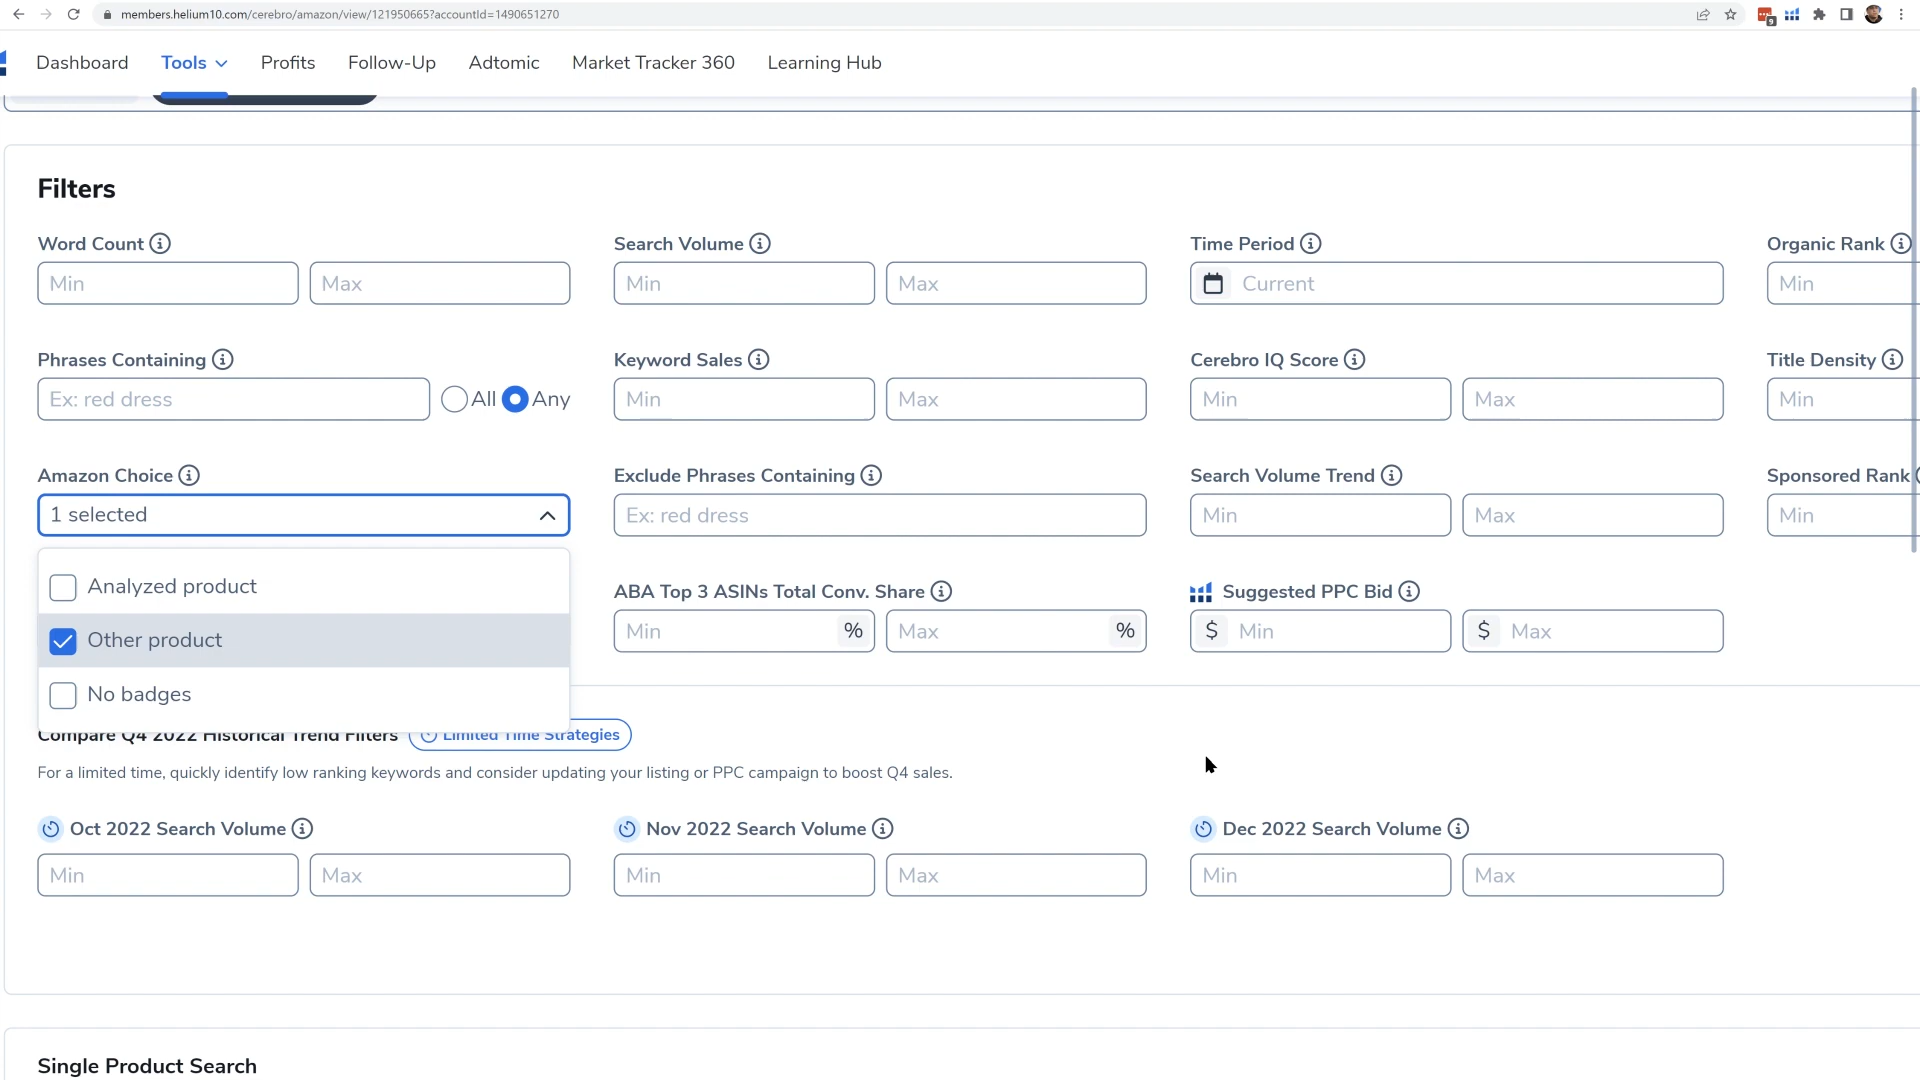 members.helium10.com/cerebro/amazon/view/121950665?accountId=1490651270
9
Dashboard Tools Profits Follow-Up Adtomic Market Tracker 360 Learning Hub
Filters
Word Count Search Volume Time Period Organic Rank
Min Max Min Max Current Min
Phrases Containing Keyword Sales Cerebro IQ Score Title Density
Ex: red dress All Any Min Max Min Max Min
Amazon Choice Exclude Phrases Containing Search Volume Trend Sponsored Rank
1 selected Ex: red dress Min Max Min
Analyzed product
ABA Top 3 ASINs Total Conv. Share Suggested PPC Bid
Other product Min % Max % $ Min $ Max
No badges
Compare Q4 2022 Historical Trend Filters Limited Time Strategies
For a limited time, quickly identify low ranking keywords and consider updating your listing or PPC campaign to boost Q4 sales.
Oct 2022 Search Volume Nov 2022 Search Volume Dec 2022 Search Volume
Min Max Min Max Min Max
Single Product Search